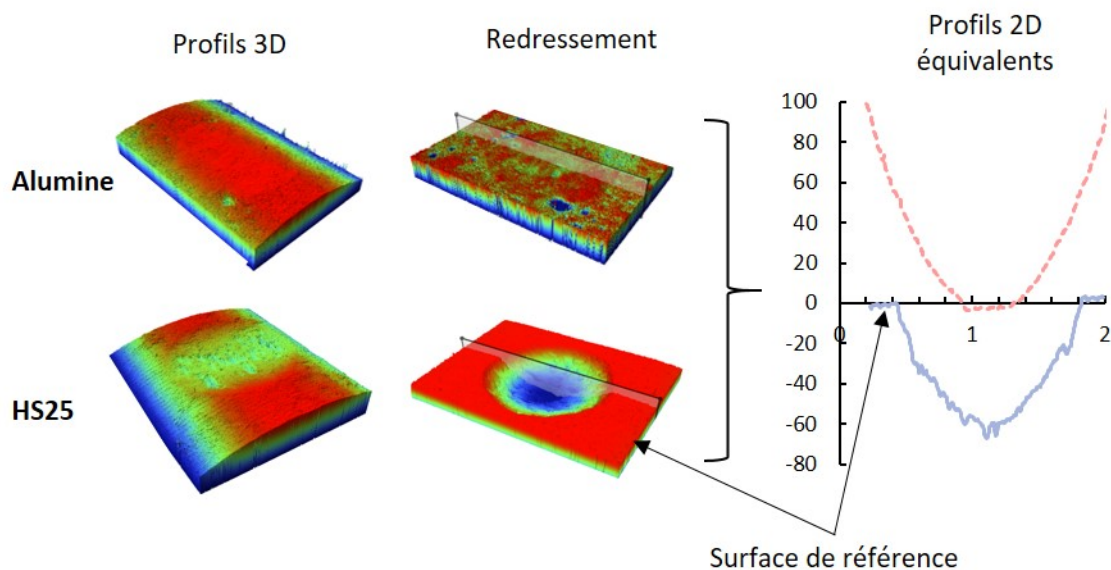 Profils 3D
Redressement
Profils 2D
équivalents
Alumine
HS25
100
80
60
40
20
0
-20
-40
-60
-80
0
1
2
Surface de référence